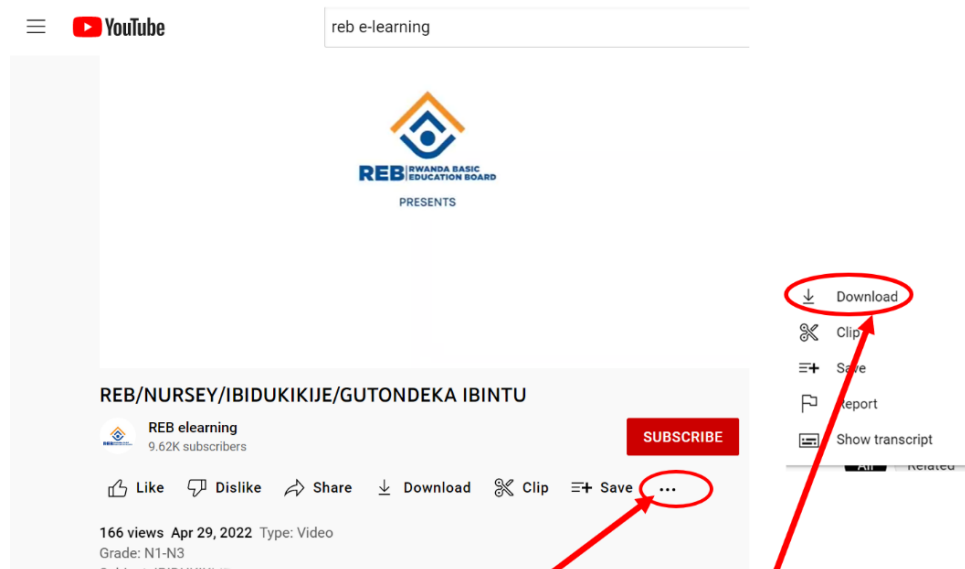 YouTube
reb e-learning
REB RWANDA BASIC
EDUCATION BOARD
PRESENTS
REB/NURSEY/IBIDUKIKIJE/GUTONDEKA IBINTU
REB elearning
9.62K subscribers
SUBSCRIBE
Like Dislike Share Download Clip Save ...
166 views Apr 29, 2022 Type: Video
Grade: N1-N3
Download
Clip
Save
Report
Show transcript
All Related